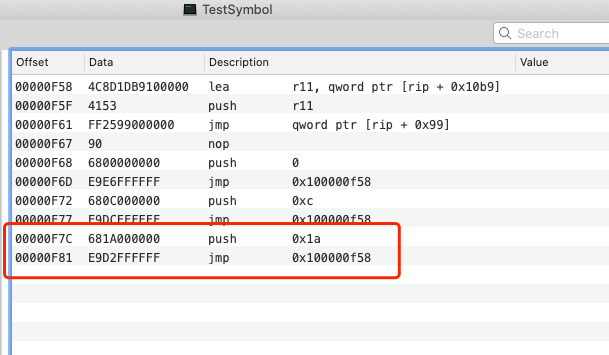 TestSymbol
Search
Offset Data Description Value
00000F58 4C8D1DB9100000 lea r11, qword ptr [rip + 0x10b9]
00000F5F 4153 push r11
00000F61 FF2599000000 jmp qword ptr [rip + 0x99]
00000F67 90 nop
00000F68 6800000000 push 0
00000F6D E9E6FFFFFF jmp 0x100000f58
00000F72 680C000000 push 0xc
00000F77 E9DCFFFFFF jmp 0x100000f58
00000F7C 681A000000 push 0x1a
00000F81 E9D2FFFFFF jmp 0x100000f58